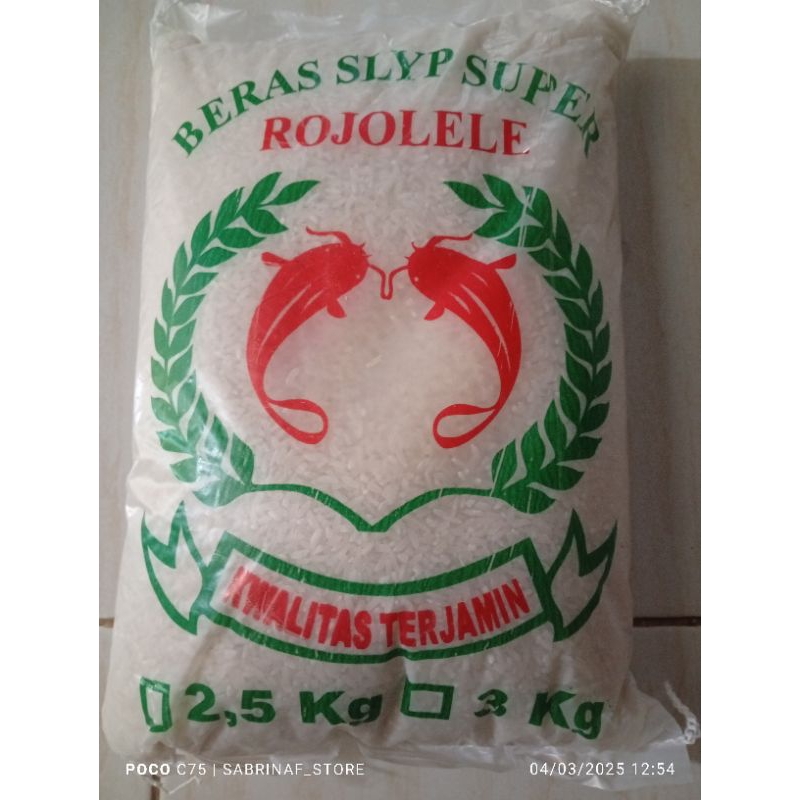 BERAS SLYP SUPER
ROJOLELE
KWALITAS TERJAMIN
2,5 Kg 3 Kg
POCO C75 | SABRINAF_STORE 04/03/2025 12:54